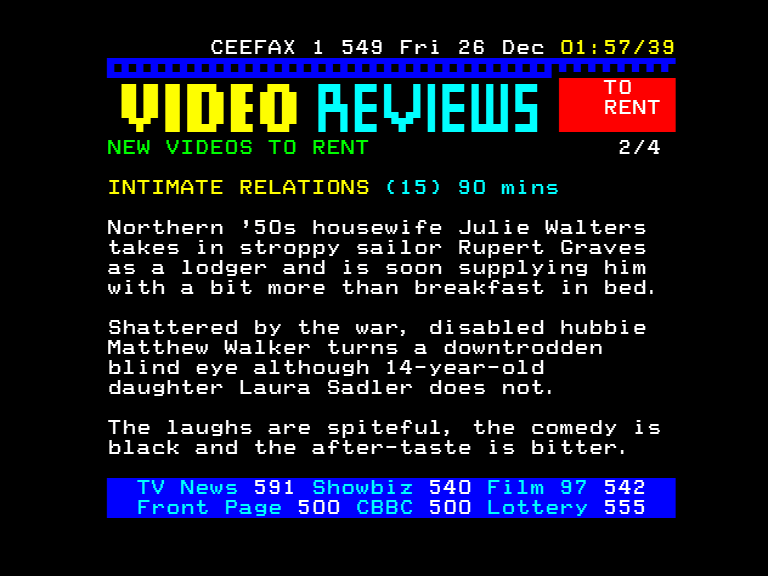 CEEFAX 1 549 Fri 26 Dec 01:57/39
VIDEO REVIEWS
TO
RENT
NEW VIDEOS TO RENT 2/4
INTIMATE RELATIONS (15) 90 mins
Northern '50s housewife Julie Walters
takes in stroppy sailor Rupert Graves
as a lodger and is soon supplying him
with a bit more than breakfast in bed.
Shattered by the war, disabled hubbie
Matthew Walker turns a downtrodden
blind eye although 14-year-old
daughter Laura Sadler does not.
The laughs are spiteful, the comedy is
black and the after-taste is bitter.
TV News 591 Showbiz 540 Film 97 542
Front Page 500 CBBC 500 Lottery 555